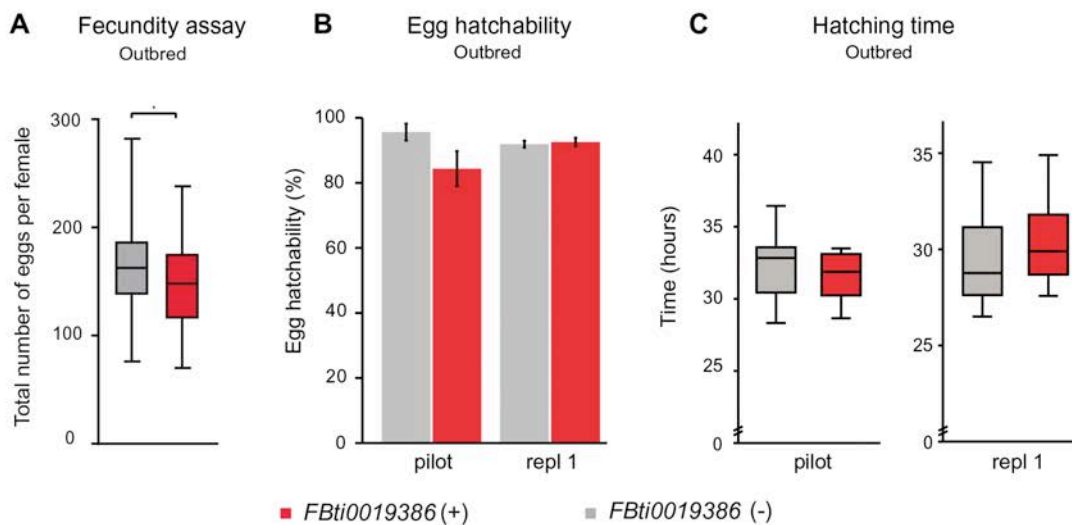 A
Fecundity assay
Outbred
Total number of eggs per female
300
200
100
0
B
Egg hatchability
Outbred
Egg hatchability (%)
100
80
60
40
20
0
pilot
repl 1
C
Hatching time
Outbred
Time (hours)
40
35
31
25
0
pilot
35
30
25
0
repl 1
FBti0019386 (+)
FBti0019386 (-)